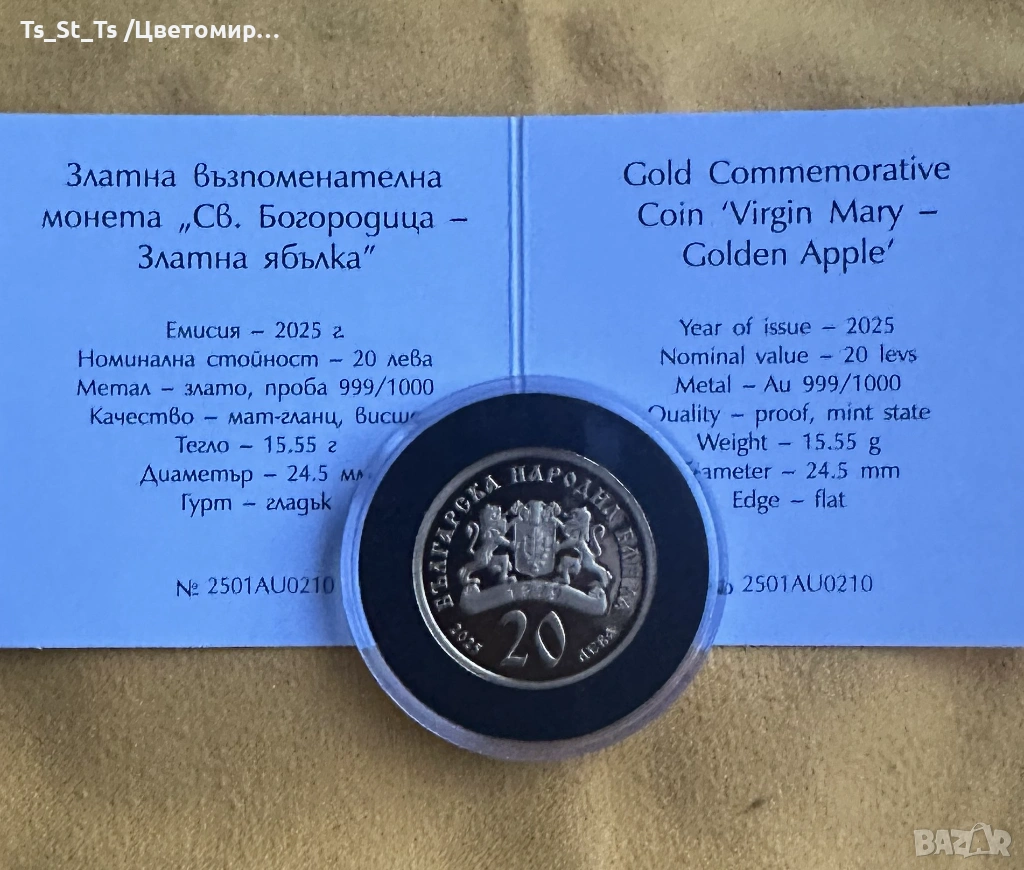 Ts_St_Ts /Цветомир...
Златна възпоменателна
монета „Св. Богородица –
Златна ябълка"
Емисия – 2025 г.
Номинална стойност – 20 лева
Метал – злато, проба 999/1000
Качество – мат-гланц,
Тегло – 15.55 г
Диаметър – 24.5
Гурт – гладък
№ 2501AU0210
Gold Commemorative
Coin 'Virgin Mary –
Golden Apple'
Year of issue – 2025
Nominal value – 20 levs
Metal – Au 999/1000
Quality – proof, mint state
Weight – 15.55 g
– 24.5 mm
Edge – flat
2501AU0210
БЪЛГАРСКА НАРОДНА БАНКА
1879
2025
20
ЛЕВА
BAZAR